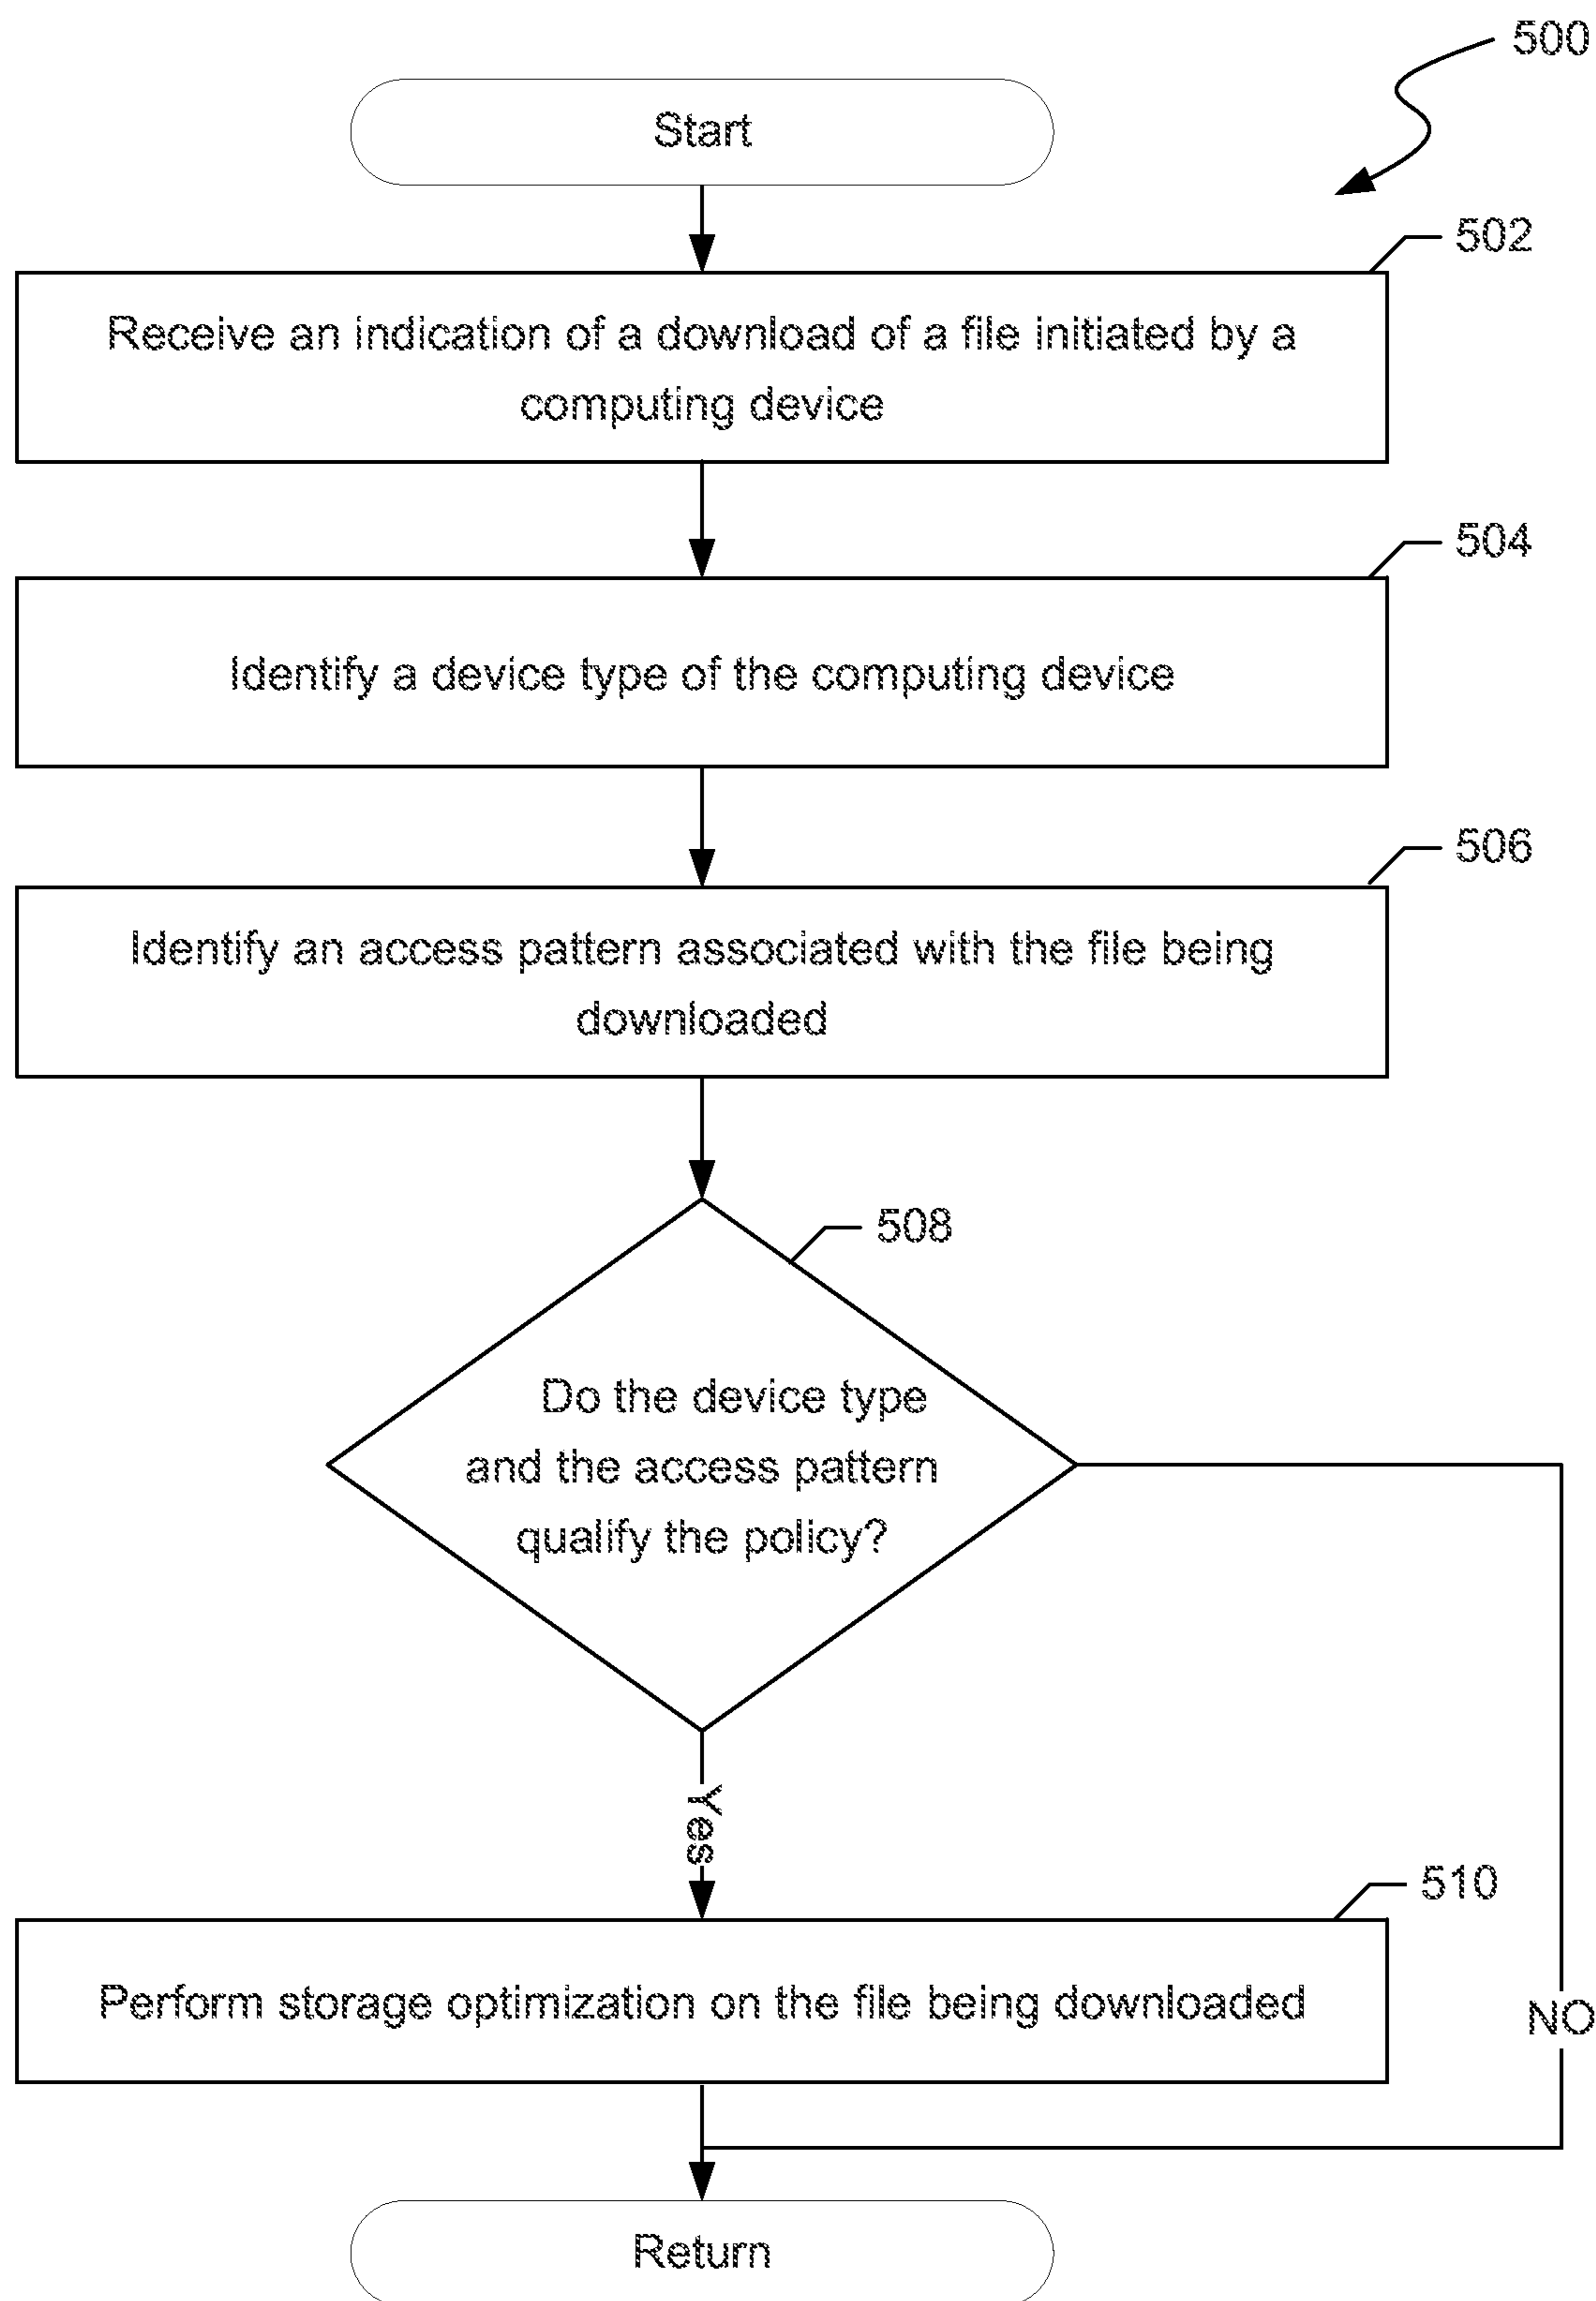 500
Start
502
Receive an indication of a download of a file initiated by a
computing device
504
Identify a device type of the computing device
506
Identify an access pattern associated with the file being
downloaded
508
Do the device type
and the access pattern
qualify the policy?
Yes
510
Perform storage optimization on the file being downloaded
NO
Return